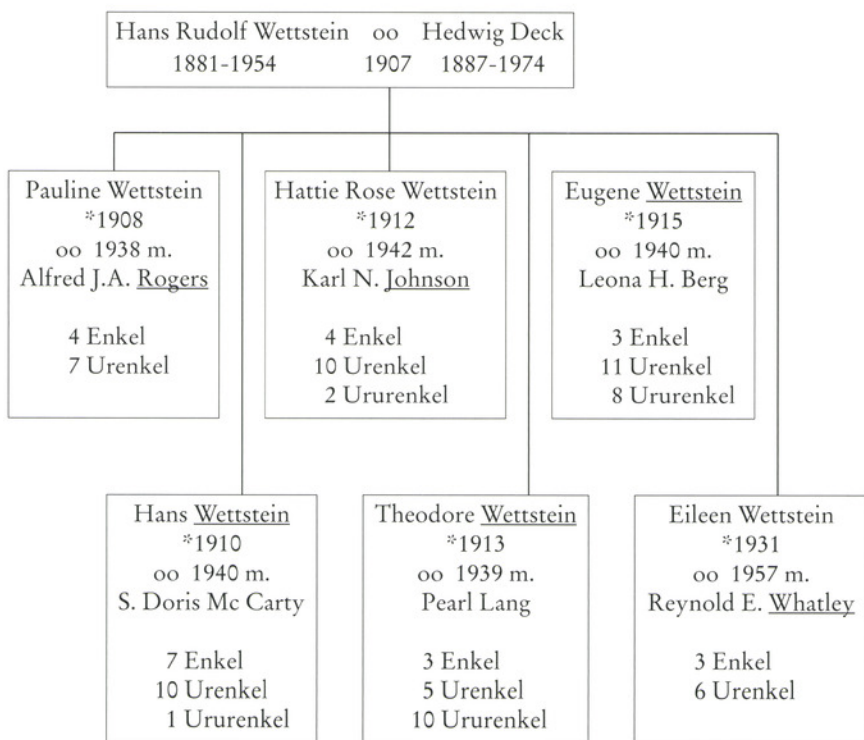 Hans Rudolf Wettstein oo Hedwig Deck
1881-1954 1907 1887-1974
Pauline Wettstein
*1908
oo 1938 m.
Alfred J.A. Rogers
4 Enkel
7 Urenkel
Hattie Rose Wettstein
*1912
oo 1942 m.
Karl N. Johnson
4 Enkel
10 Urenkel
2 Ururenkel
Eugene Wettstein
*1915
oo 1940 m.
Leona H. Berg
3 Enkel
11 Urenkel
8 Ururenkel
Hans Wettstein
*1910
oo 1940 m.
S. Doris Mc Carty
7 Enkel
10 Urenkel
1 Ururenkel
Theodore Wettstein
*1913
oo 1939 m.
Pearl Lang
3 Enkel
5 Urenkel
10 Ururenkel
Eileen Wettstein
*1931
oo 1957 m.
Reynold E. Whatley
3 Enkel
6 Urenkel